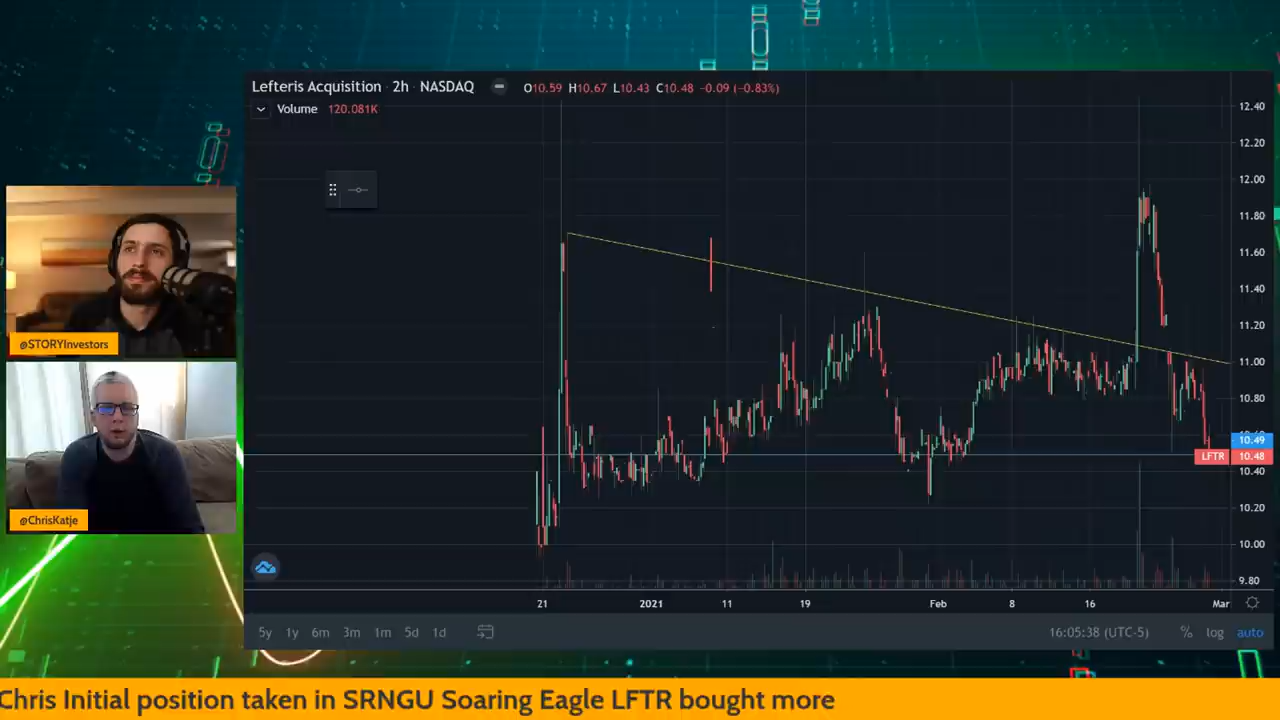 Lefteris Acquisition · 2h · NASDAQ O10.59 H10.67 L10.43 C10.48 -0.09 (-0.83%)
Volume 120.081K
12.40
12.20
12.00
11.80
11.60
11.40
11.20
11.00
10.80
10.49
LFTR 10.48
10.40
10.20
10.00
9.80
@STORYInvestors
@ChrisKatje
21 2021 11 19 Feb 8 16 Mar
5y 1y 6m 3m 1m 5d 1d 16:05:38 (UTC-5) % log auto
Chris Initial position taken in SRNGU Soaring Eagle LFTR bought more